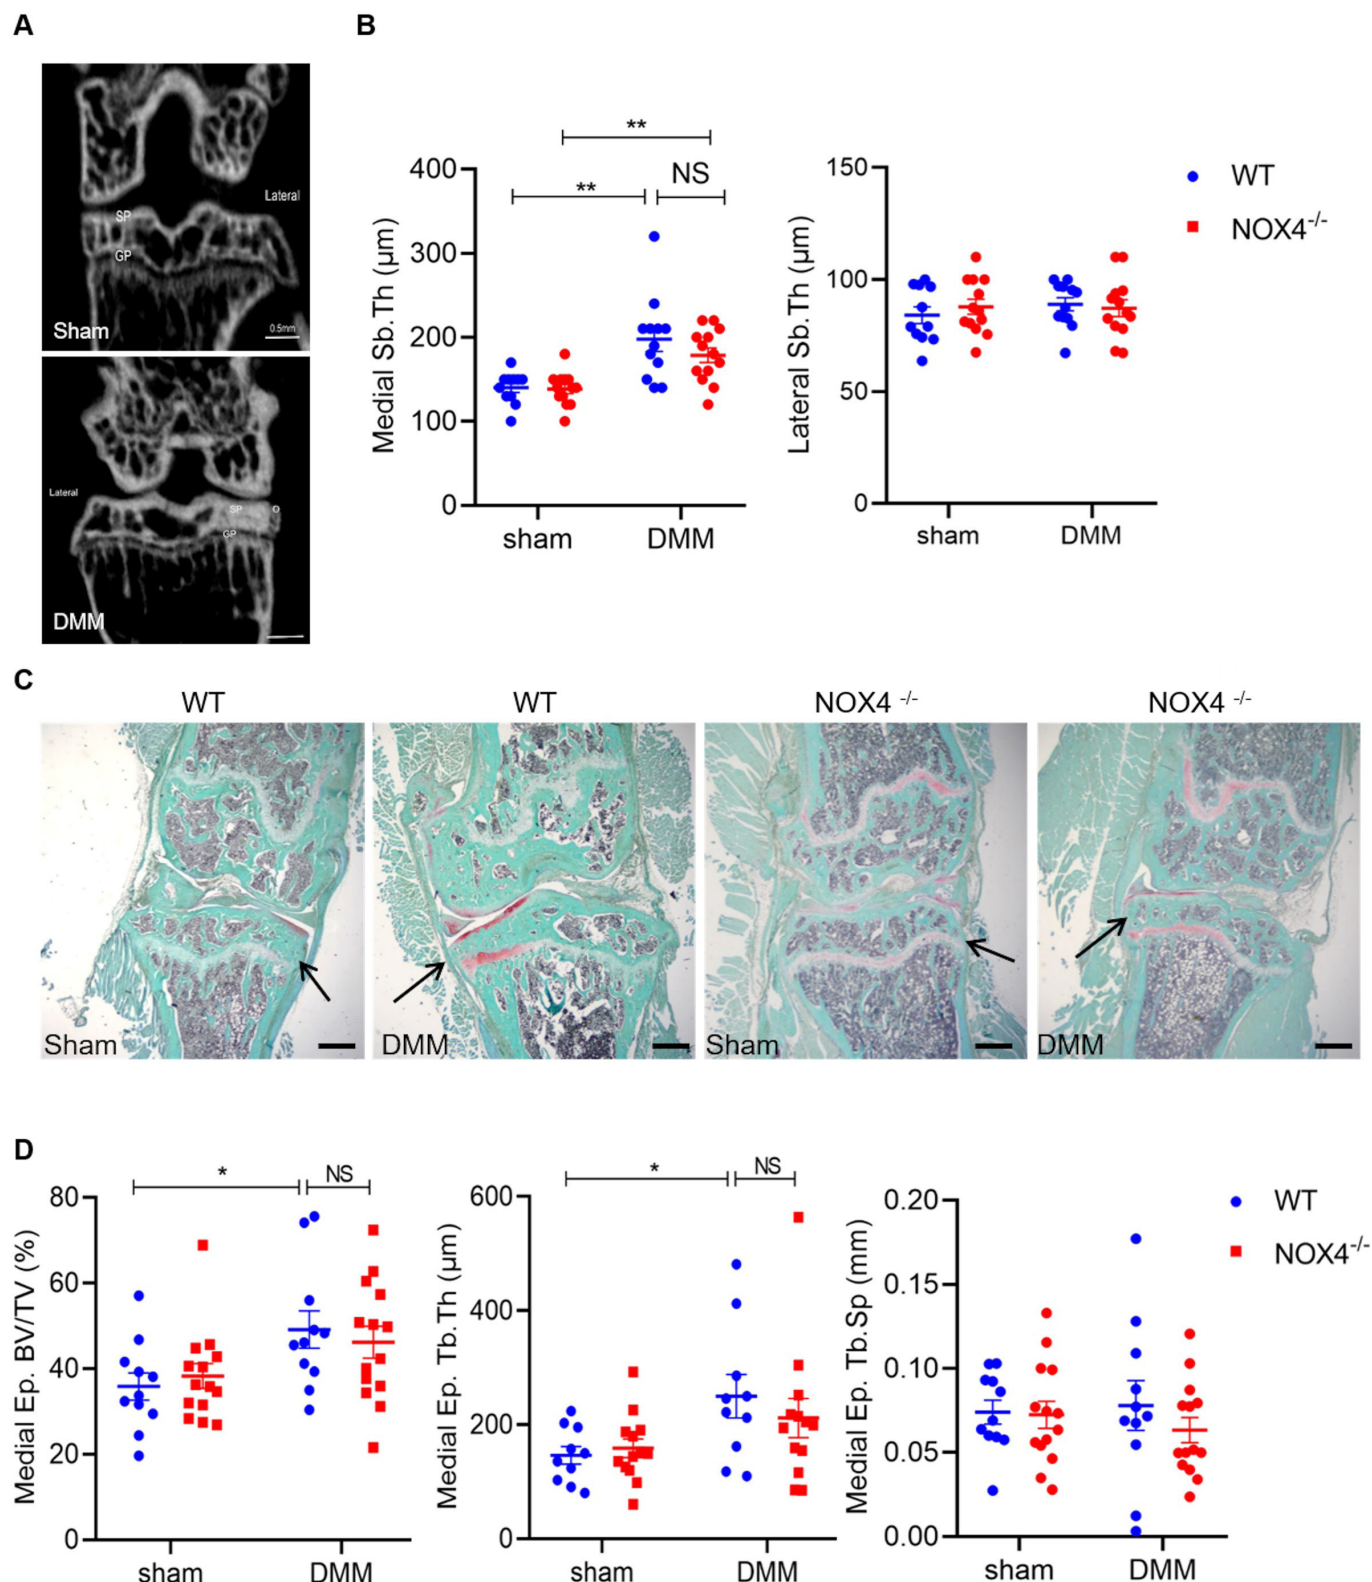 A
B
Lateral
SP
GP
Sham
0.5mm
Lateral
SP
O
GP
DMM
**
**
NS
Medial Sb.Th (µm)
400
300
200
100
0
sham
DMM
Lateral Sb.Th (µm)
150
100
50
0
sham
DMM
WT
NOX4-/-
C
WT
WT
NOX4 -/-
NOX4 -/-
Sham
DMM
Sham
DMM
D
*
NS
Medial Ep. BV/TV (%)
80
60
40
20
0
sham
DMM
*
NS
Medial Ep. Tb.Th (µm)
600
400
200
0
sham
DMM
Medial Ep. Tb.Sp (mm)
0.20
0.15
0.10
0.05
0.00
sham
DMM
WT
NOX4-/-